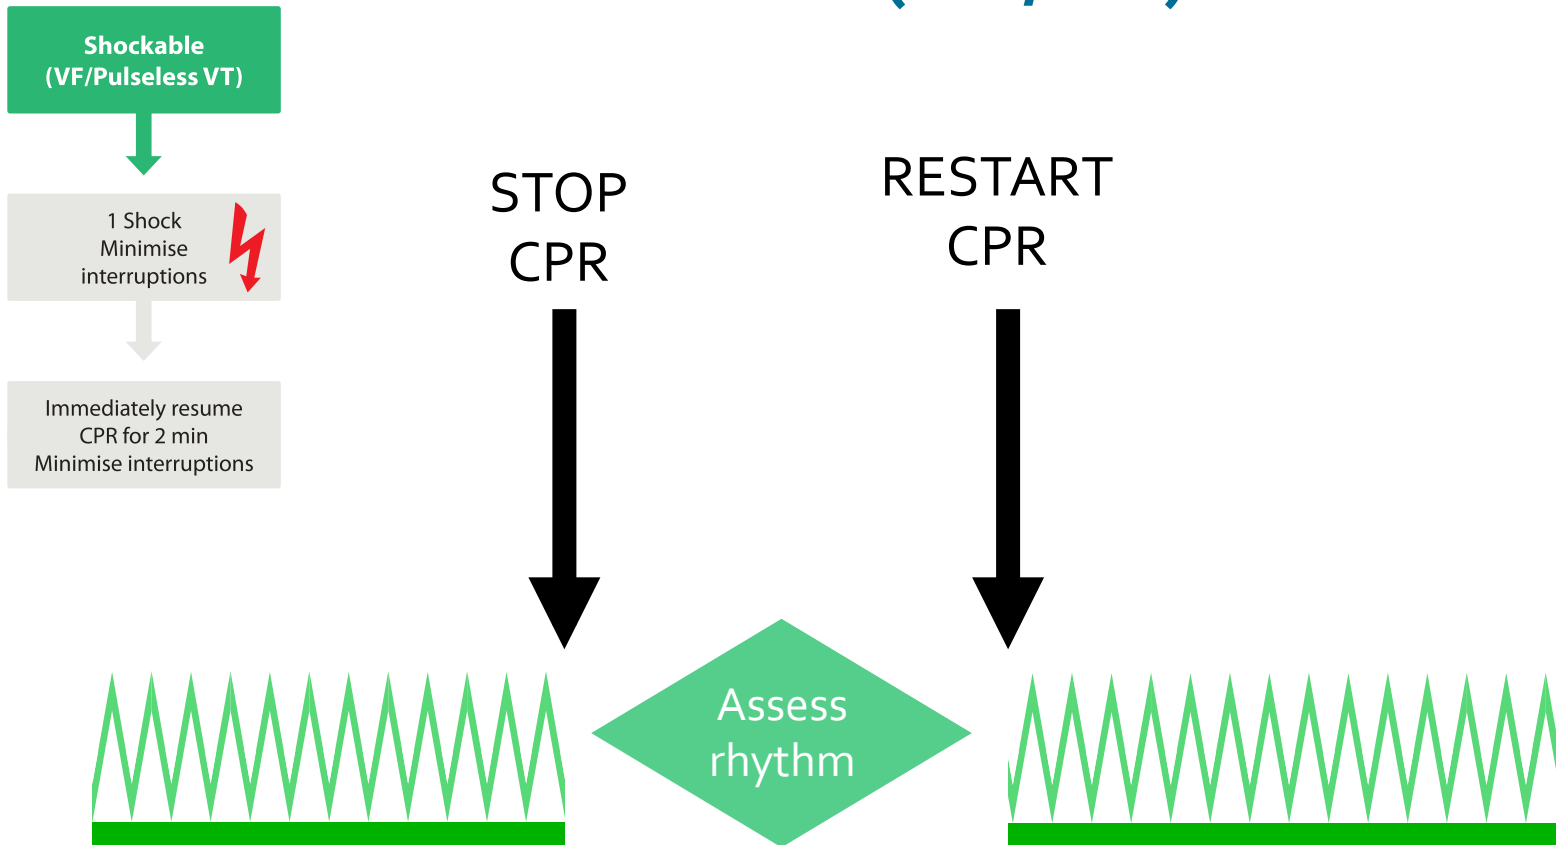 Shockable
(VF/Pulseless VT)
1 Shock
Minimise
interruptions
Immediately resume
CPR for 2 min
Minimise interruptions
STOP
CPR
RESTART
CPR
Assess
rhythm